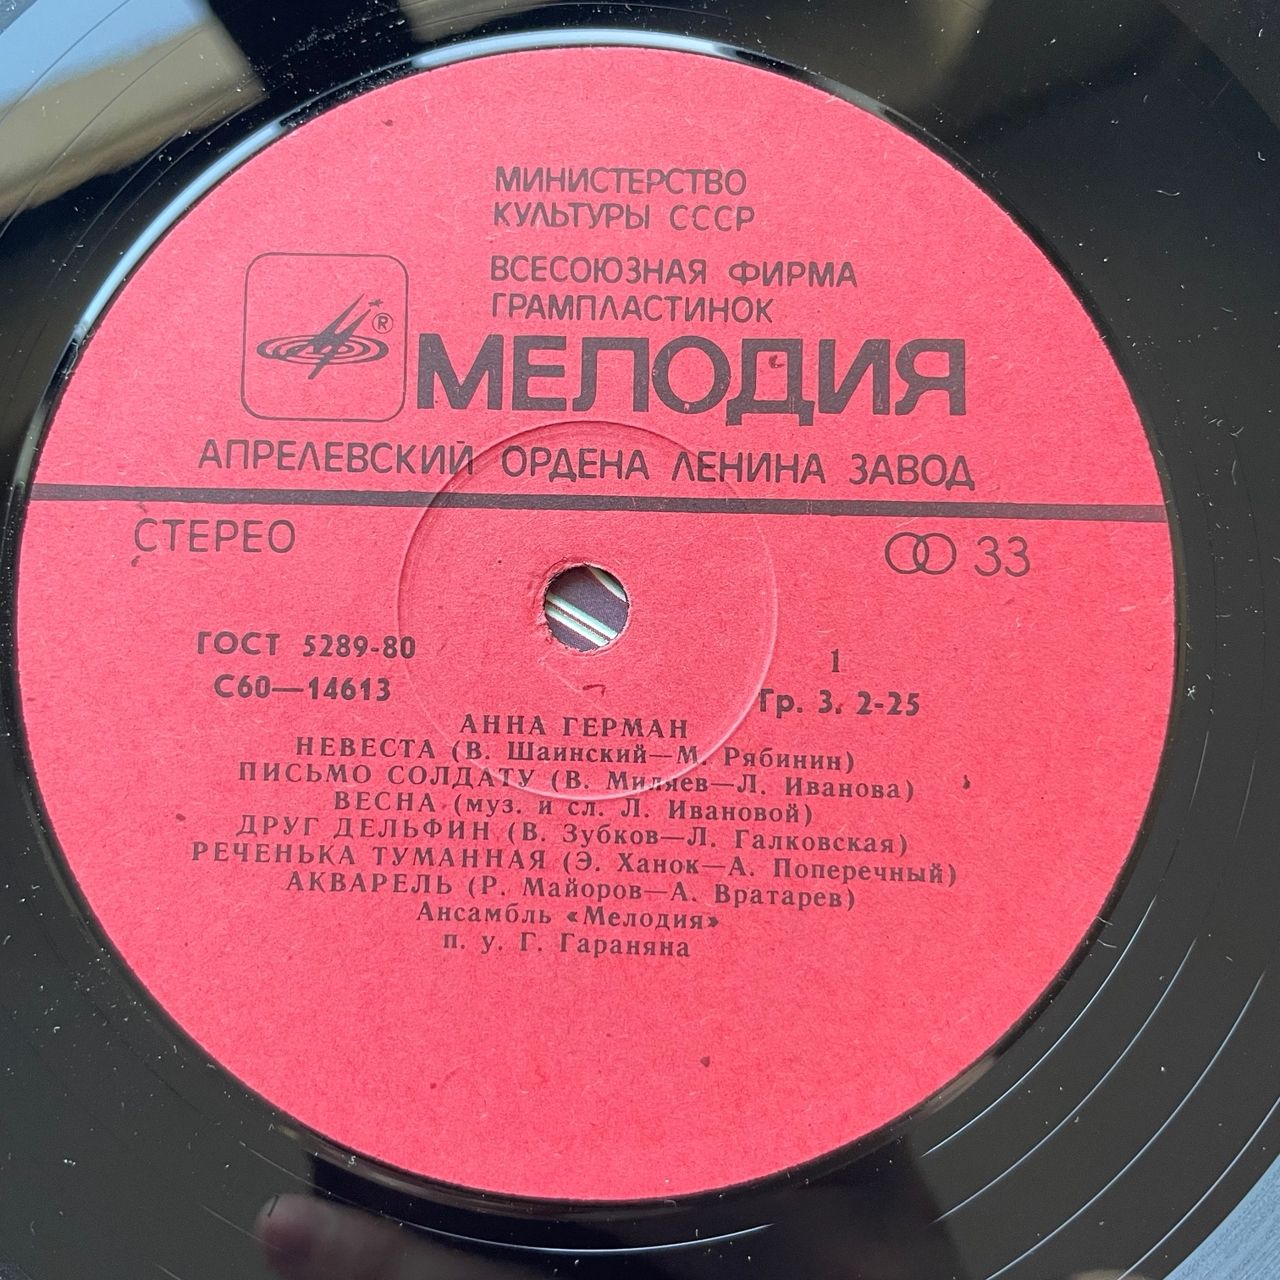 МИНИСТЕРСТВО
КУЛЬТУРЫ СССР
ВСЕСОЮЗНАЯ ФИРМА
ГРАМПЛАСТИНОК
®
МЕЛОДИЯ
АПРЕЛЕВСКИЙ ОРДЕНА ЛЕНИНА ЗАВОД
СТЕРЕО
33
ГОСТ 5289-80
1
С60—14613
Гр. 3. 2-25
АННА ГЕРМАН
НЕВЕСТА (В. Шаинский—М. Рябинин)
ПИСЬМО СОЛДАТУ (В. Миляев—Л. Иванова)
ВЕСНА (муз. и сл. Л. Ивановой)
ДРУГ ДЕЛЬФИН (В. Зубков—Л. Галковская)
РЕЧЕНЬКА ТУМАННАЯ (Э. Ханок—А. Поперечный)
АКВАРЕЛЬ (Р. Майоров—А. Вратарев)
Ансамбль «Мелодия»
п. у. Г. Гараняна